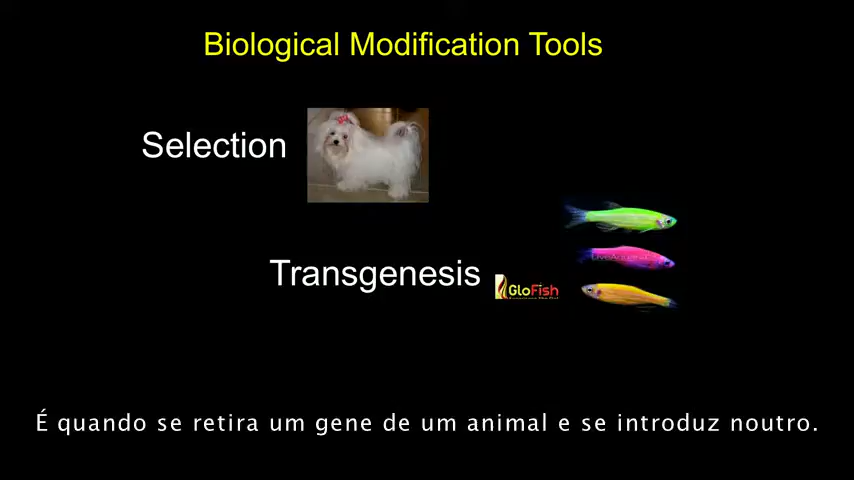 Biological Modification Tools
Selection
Transgenesis
GloFish
É quando se retira um gene de um animal e se introduz noutro.